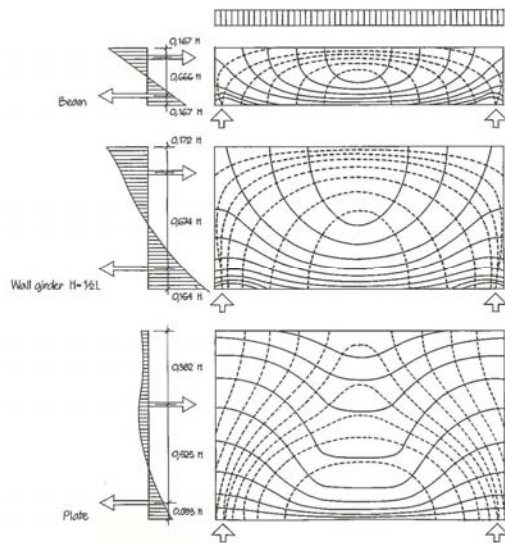 0,167 H
0,666 H
0,167 H
Beam
0,172 H
0,674 H
0,154 H
Wall girder H=½L
0,382 H
0,525 H
0,093 H
Plate